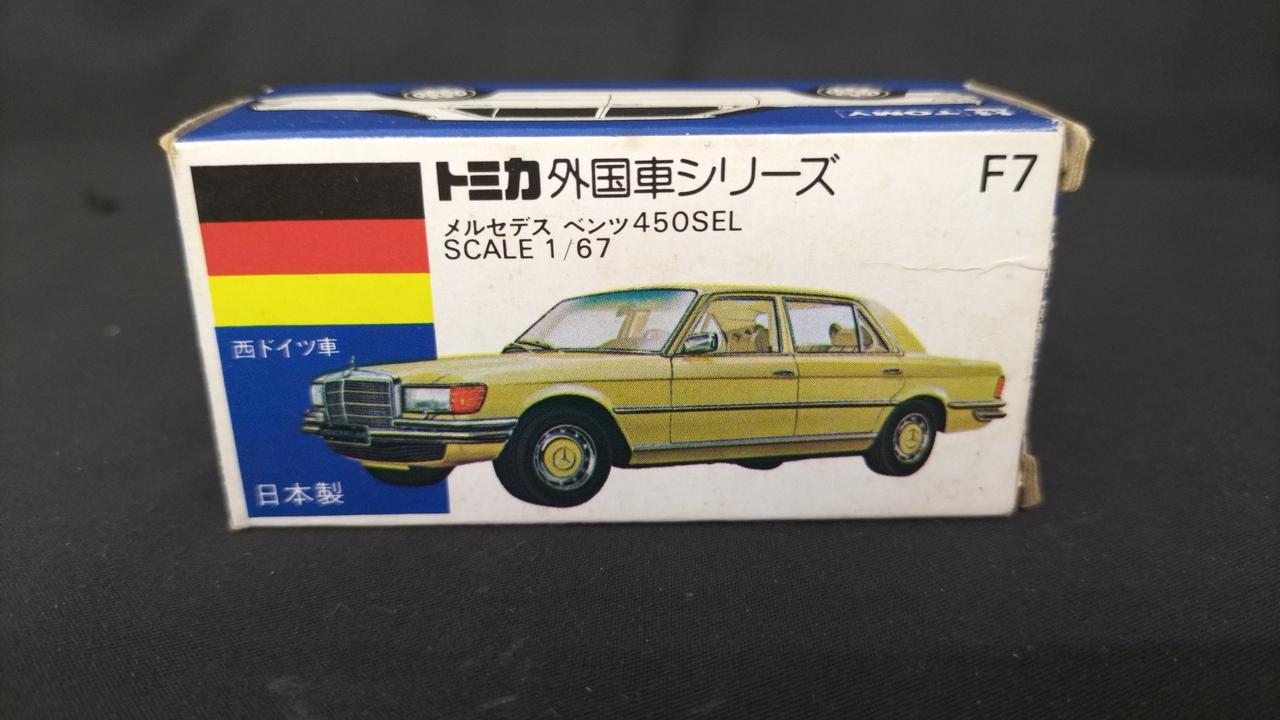 トミカ 外国車シリーズ F7
メルセデス ベンツ450SEL
SCALE 1/67
西ドイツ車
日本製
TOMY